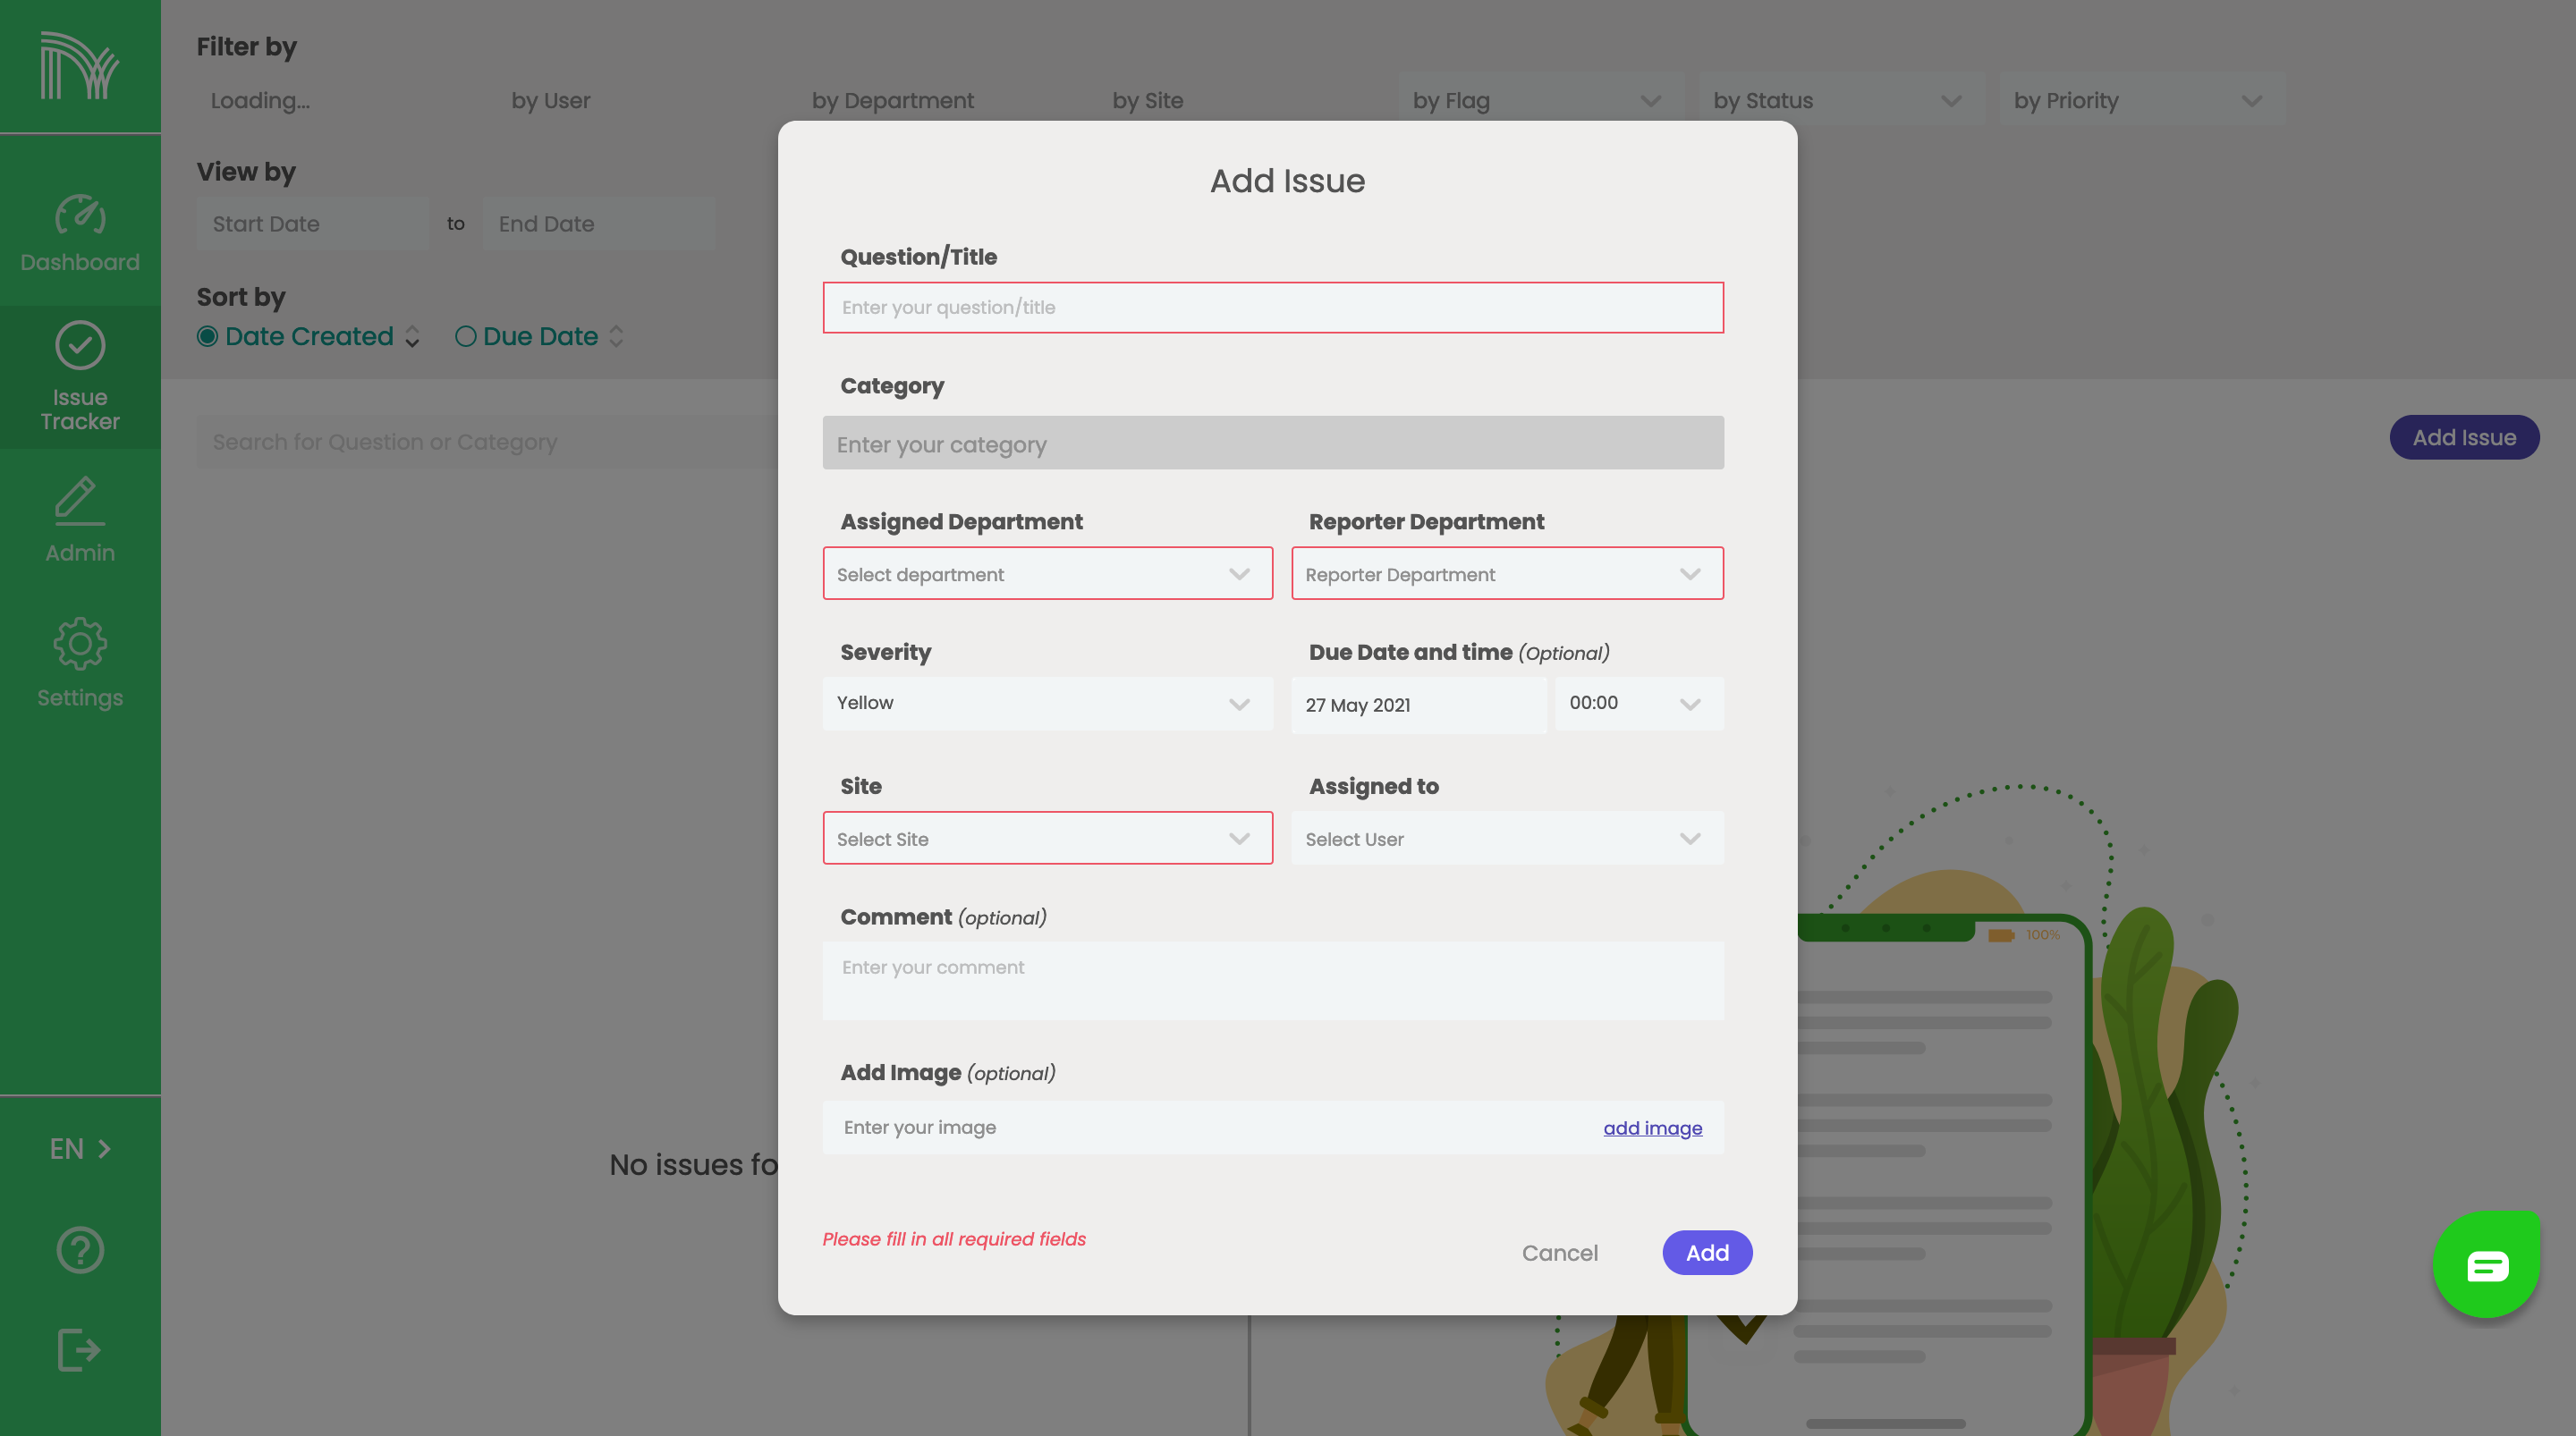 Filter by
Loading...
by User
by Department
by Site
by Flag
by Status
by Priority
View by
Start Date
to
End Date
Sort by
Date Created
Due Date
Search for Question or Category
Add Issue
Dashboard
Issue
Tracker
Admin
Settings
EN
No issues fo
100%
Add Issue
Question/Title
Enter your question/title
Category
Enter your category
Assigned Department
Reporter Department
Select department
Reporter Department
Severity
Due Date and time (Optional)
Yellow
27 May 2021
00:00
Site
Assigned to
Select Site
Select User
Comment (optional)
Enter your comment
Add Image (optional)
Enter your image
add image
Please fill in all required fields
Cancel
Add